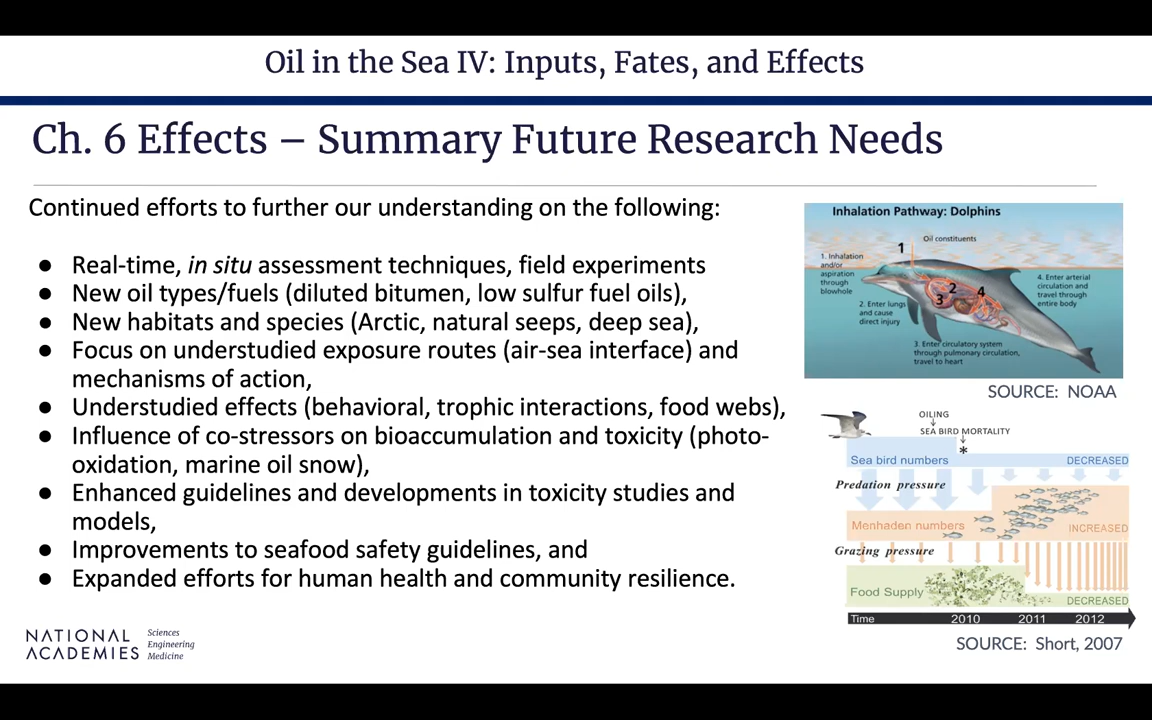 Oil in the Sea IV: Inputs, Fates, and Effects
Ch. 6 Effects – Summary Future Research Needs
Continued efforts to further our understanding on the following:
● Real-time, in situ assessment techniques, field experiments
● New oil types/fuels (diluted bitumen, low sulfur fuel oils),
● New habitats and species (Arctic, natural seeps, deep sea),
● Focus on understudied exposure routes (air-sea interface) and
mechanisms of action,
● Understudied effects (behavioral, trophic interactions, food webs),
● Influence of co-stressors on bioaccumulation and toxicity (photo-
oxidation, marine oil snow),
● Enhanced guidelines and developments in toxicity studies and
models,
● Improvements to seafood safety guidelines, and
● Expanded efforts for human health and community resilience.
Inhalation Pathway: Dolphins
Oil constituents
1
1. Inhalation
and/or
aspiration
through
blowhole
2
3
4
4. Enter arterial
circulation and
travel through
entire body
2. Enter lungs
and cause
direct injury
3. Enter circulatory system
through pulmonary circulation,
travel to heart
SOURCE: NOAA
OILING
SEA BIRD MORTALITY
*
Sea bird numbers
DECREASED
Predation pressure
Menhaden numbers
INCREASED
Grazing pressure
Food Supply
DECREASED
Time 2010 2011 2012
SOURCE: Short, 2007
NATIONAL
ACADEMIES
Sciences
Engineering
Medicine